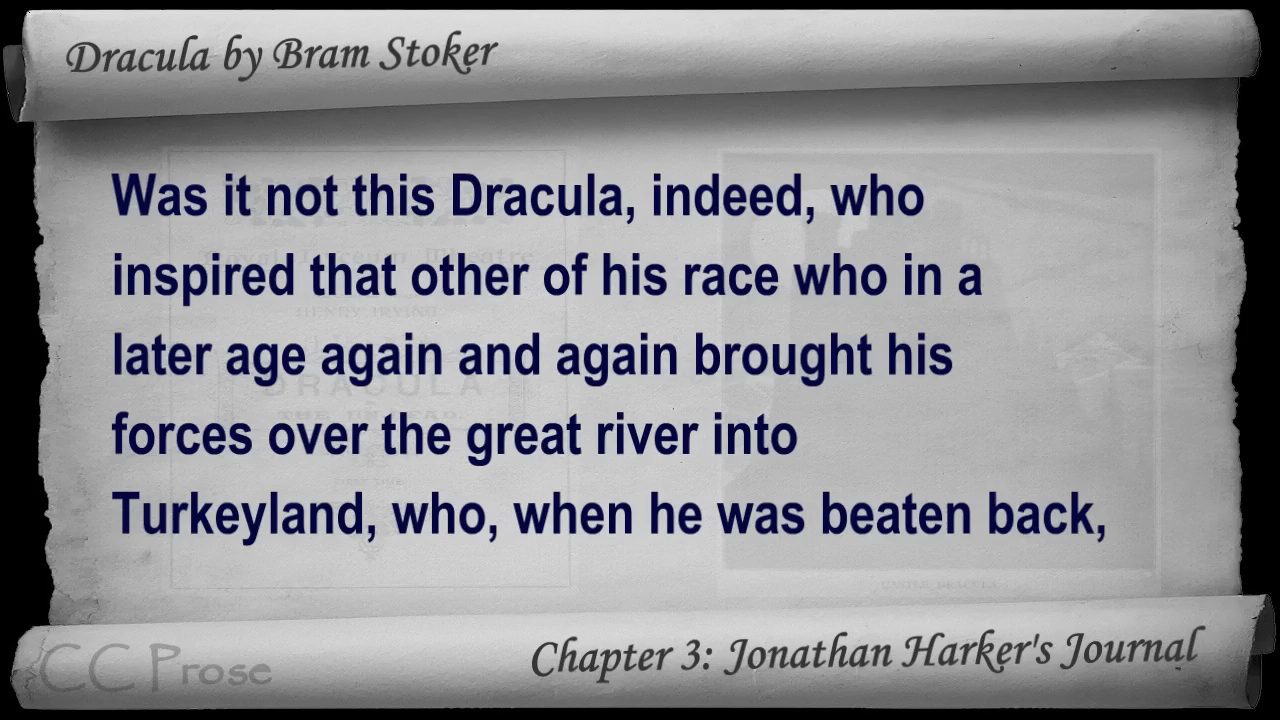 Dracula by Bram Stoker
Was it not this Dracula, indeed, who
inspired that other of his race who in a
later age again and again brought his
forces over the great river into
Turkeyland, who, when he was beaten back,
DRACULA
CC Prose
Chapter 3: Jonathan Harker's Journal